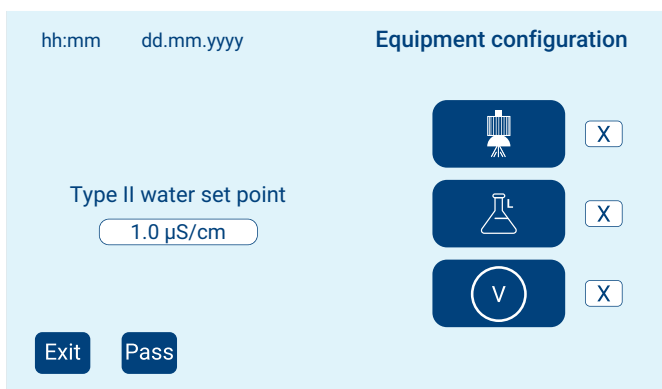 hh:mm dd.mm.yyyy Equipment configuration
X
L
X
Type II water set point
1.0 µS/cm
V
X
Exit Pass